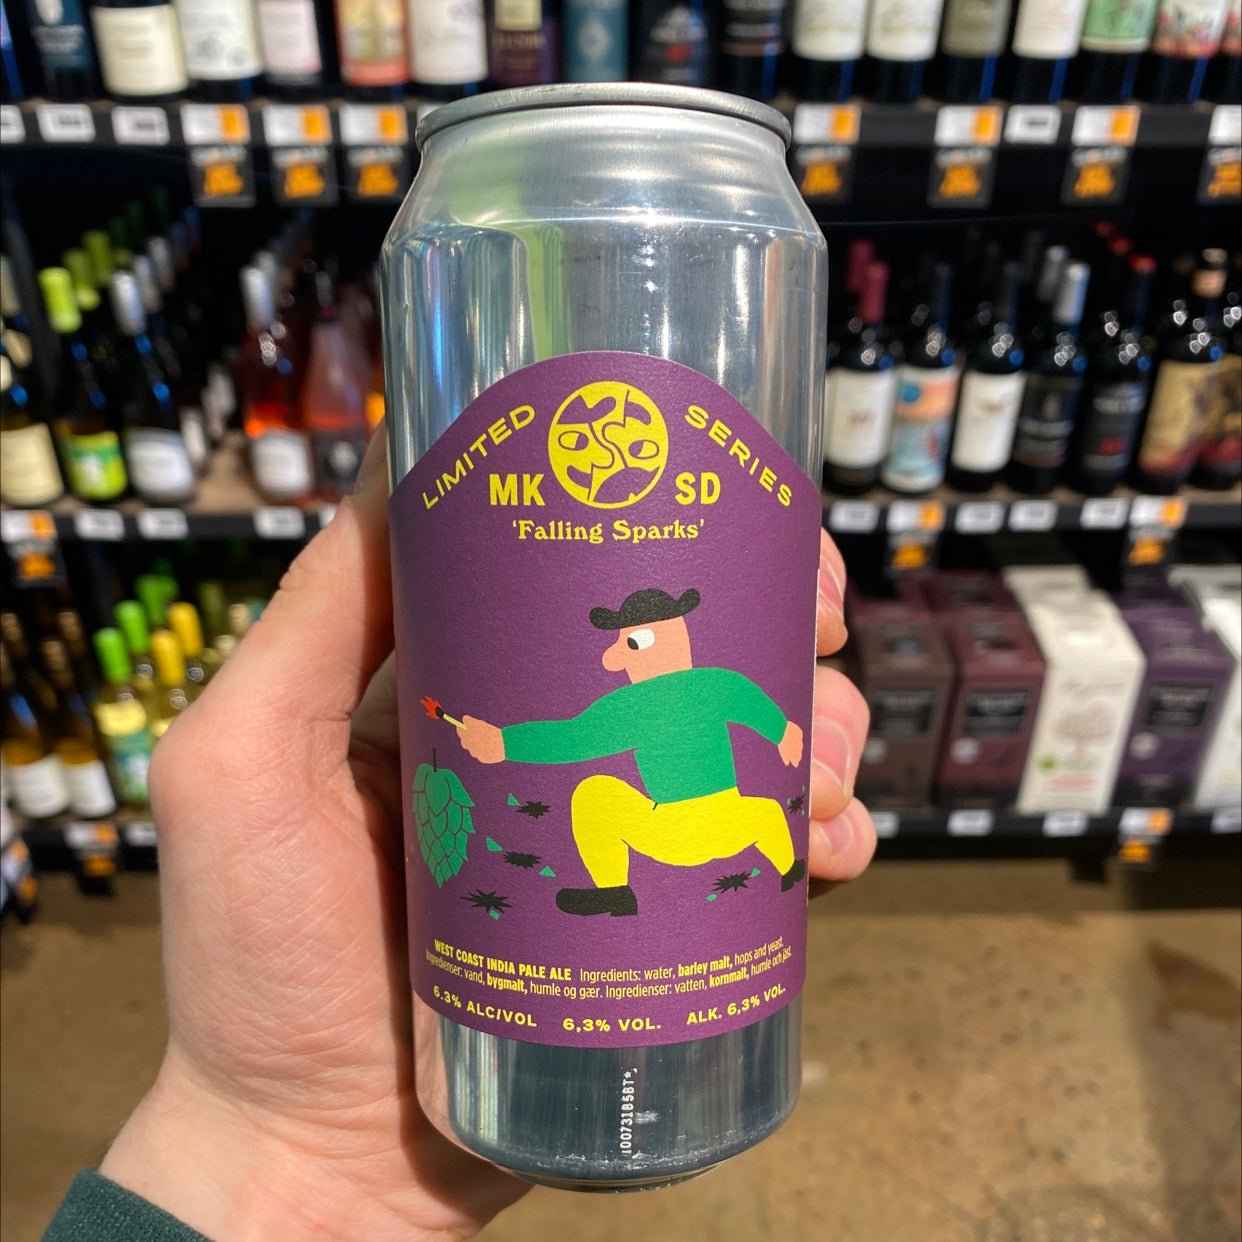 LIMITED SERIES
MK SD
'Falling Sparks'
WEST COAST INDIA PALE ALE Ingredients: water, barley malt, hops and yeast.
Ingredienser: vand, bygmalt, humle og gær. Ingredienser: vatten, kornmalt, humle och jäst.
6.3% ALC/VOL 6,3% VOL. ALK. 6,3% VOL.